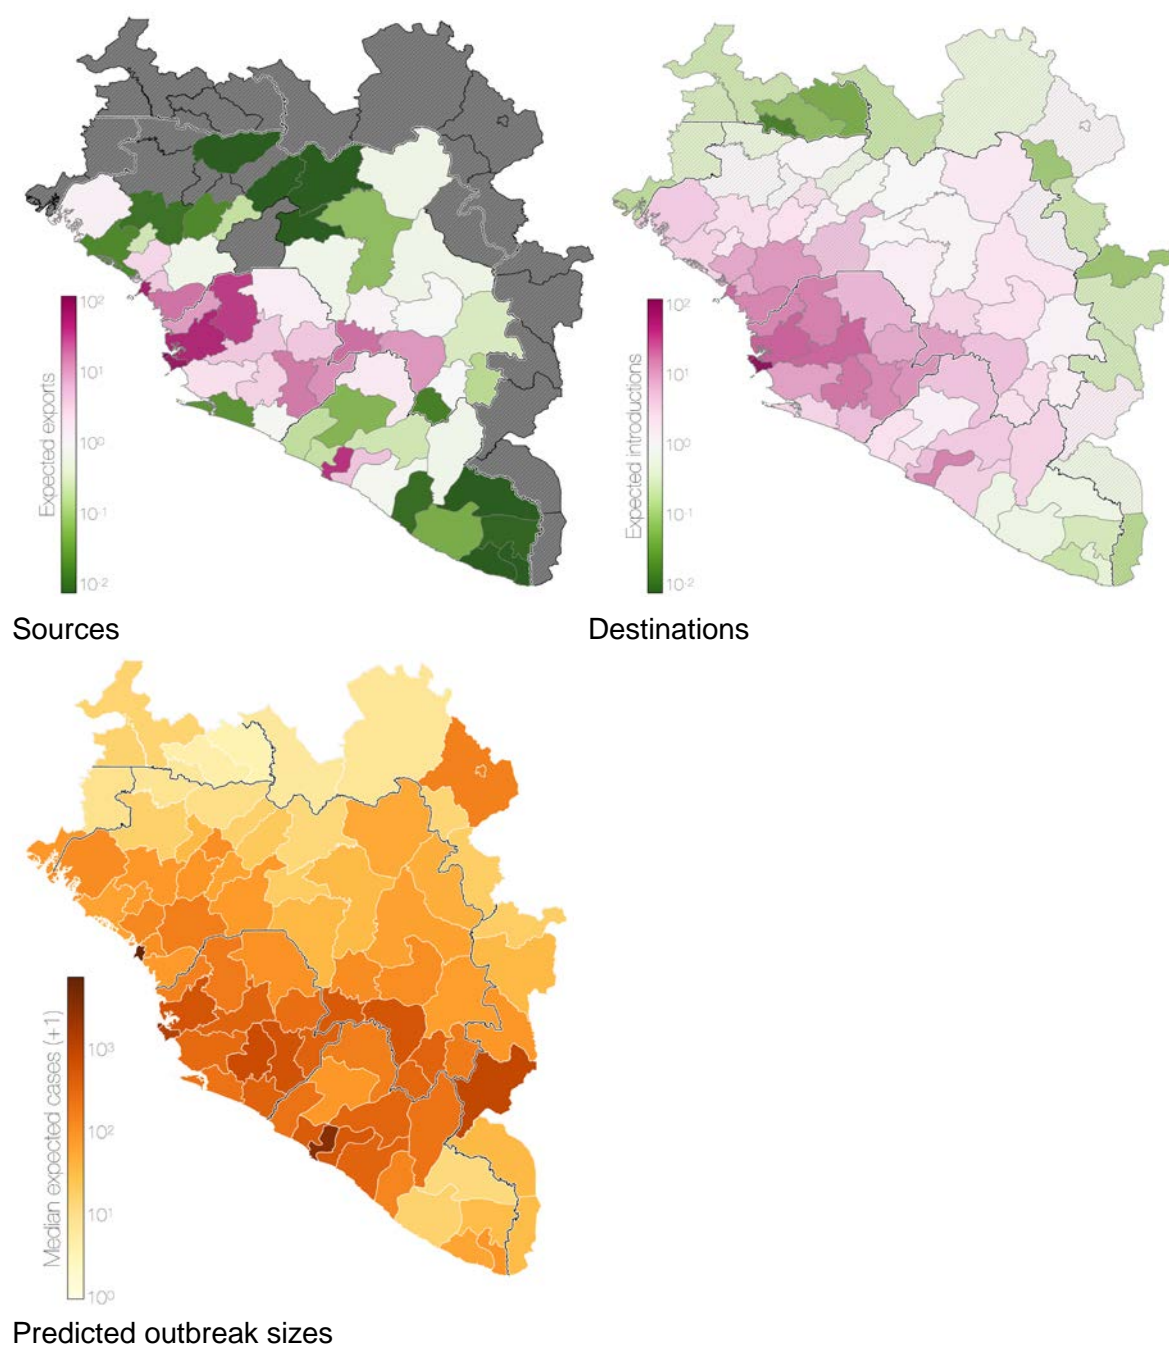 10²
10¹
10⁰
10⁻¹
10⁻²
Expected exports
10²
10¹
10⁰
10⁻¹
10⁻²
Expected introductions
Sources
Destinations
10³
10²
10¹
10⁰
Median expected cases (+1)
Predicted outbreak sizes